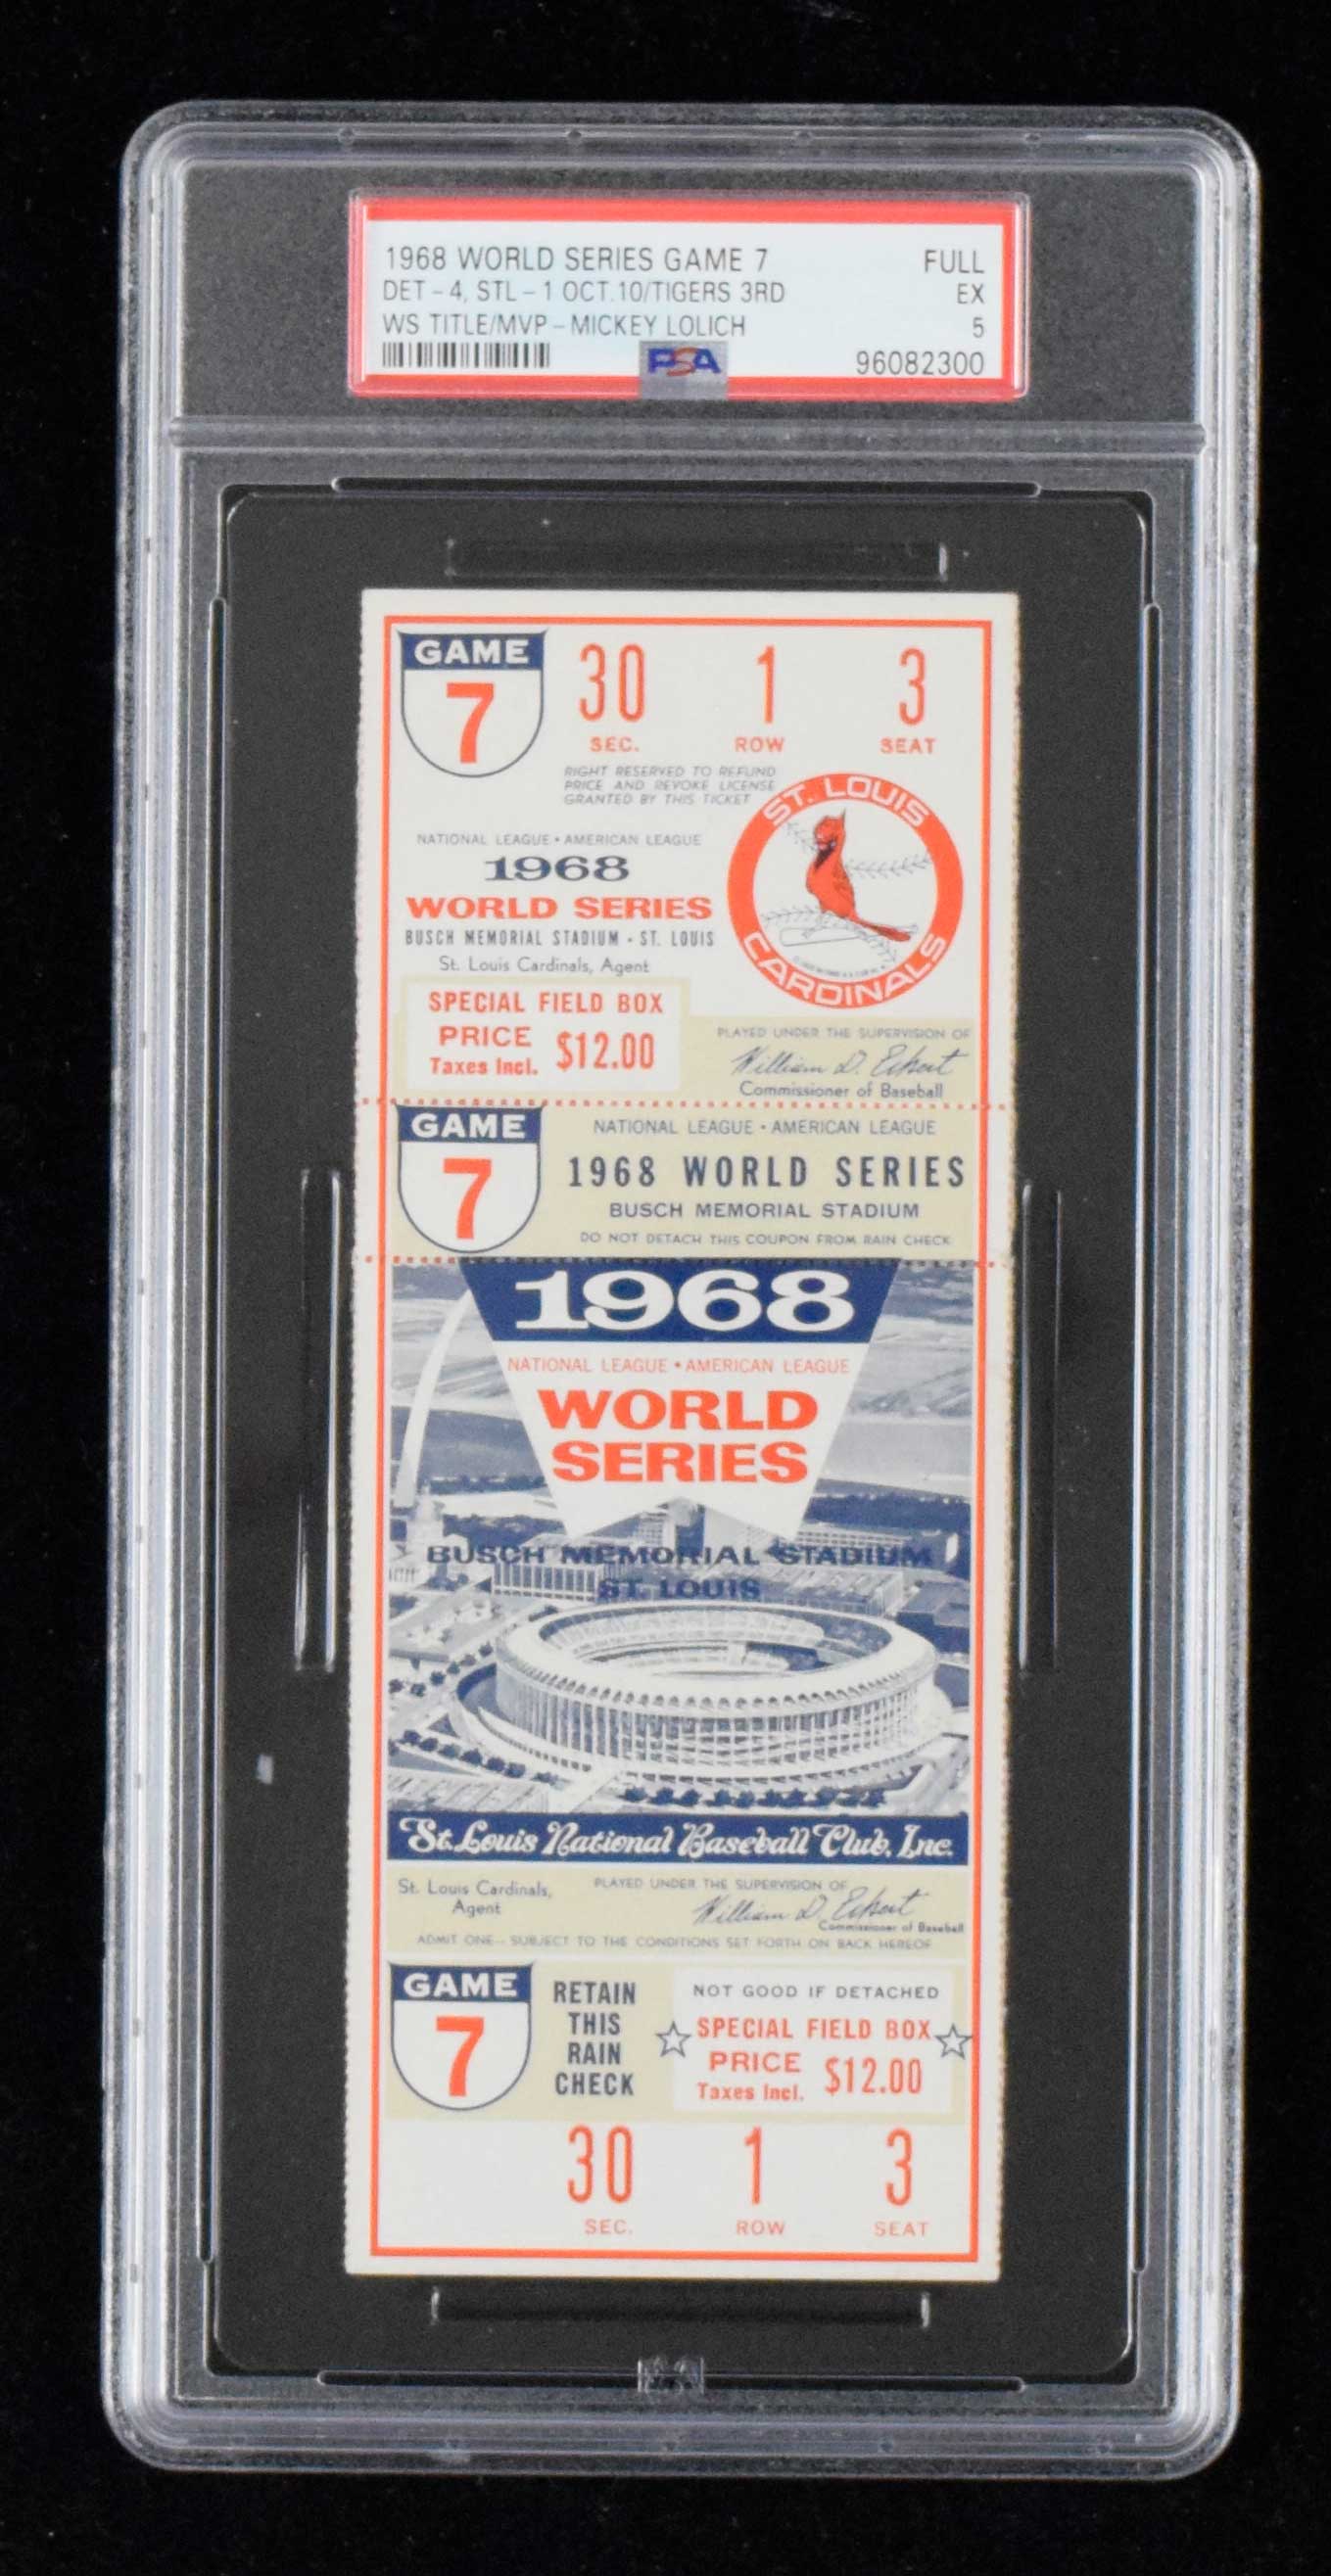 1968 WORLD SERIES GAME 7 FULL
DET - 4, STL - 1 OCT.10/TIGERS 3RD EX
WS TITLE/MVP - MICKEY LOLICH 5
PSA 96082300
GAME
7
30 1 3
SEC. ROW SEAT
RIGHT RESERVED TO REFUND
PRICE AND REVOKE LICENSE
GRANTED BY THIS TICKET
ST. LOUIS
CARDINALS
NATIONAL LEAGUE • AMERICAN LEAGUE
1968
WORLD SERIES
BUSCH MEMORIAL STADIUM - ST. LOUIS
St. Louis Cardinals, Agent
SPECIAL FIELD BOX
PRICE
Taxes Incl. $12.00
PLAYED UNDER THE SUPERVISION OF
William D. Eckert
Commissioner of Baseball
GAME
7
NATIONAL LEAGUE • AMERICAN LEAGUE
1968 WORLD SERIES
BUSCH MEMORIAL STADIUM
DO NOT DETACH THIS COUPON FROM RAIN CHECK
1968
NATIONAL LEAGUE • AMERICAN LEAGUE
WORLD
SERIES
BUSCH MEMORIAL STADIUM
ST. LOUIS
St. Louis National Baseball Club, Inc.
St. Louis Cardinals,
Agent
PLAYED UNDER THE SUPERVISION OF
William D. Eckert
Commissioner of Baseball
ADMIT ONE - SUBJECT TO THE CONDITIONS SET FORTH ON BACK HEREOF
GAME
7
RETAIN
THIS
RAIN
CHECK
NOT GOOD IF DETACHED
SPECIAL FIELD BOX
PRICE
Taxes Incl. $12.00
30 1 3
SEC. ROW SEAT